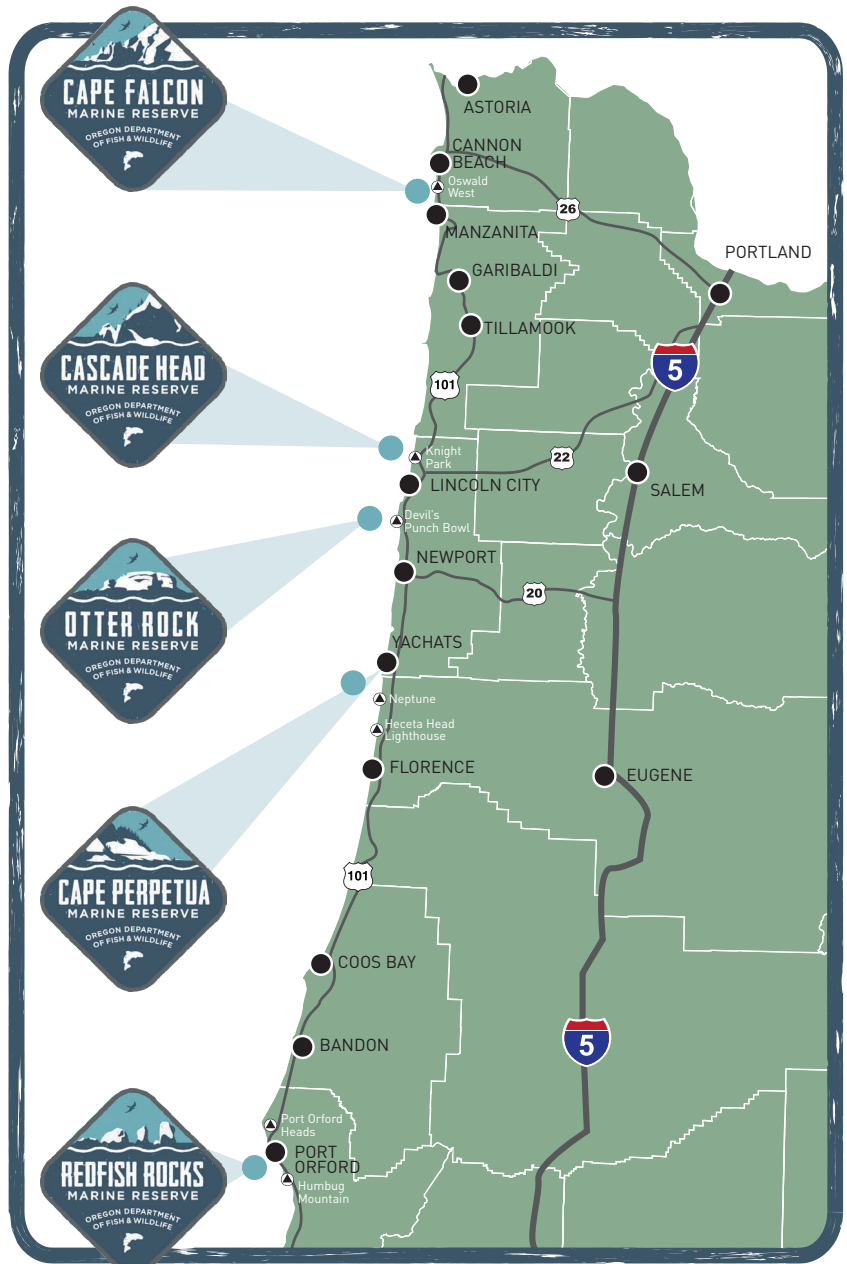 CAPE FALCON
MARINE RESERVE
OREGON DEPARTMENT
OF FISH & WILDLIFE
ASTORIA
CANNON
BEACH
Oswald
West
26
MANZANITA
PORTLAND
GARIBALDI
TILLAMOOK
CASCADE HEAD
MARINE RESERVE
OREGON DEPARTMENT
OF FISH & WILDLIFE
5
101
Knight
Park
22
LINCOLN CITY
SALEM
Devil's
Punch Bowl
OTTER ROCK
MARINE RESERVE
OREGON DEPARTMENT
OF FISH & WILDLIFE
NEWPORT
20
YACHATS
Neptune
Heceta Head
Lighthouse
FLORENCE
EUGENE
CAPE PERPETUA
MARINE RESERVE
OREGON DEPARTMENT
OF FISH & WILDLIFE
101
COOS BAY
BANDON
5
REDFISH ROCKS
MARINE RESERVE
OREGON DEPARTMENT
OF FISH & WILDLIFE
Port Orford
Heads
PORT
ORFORD
Humbug
Mountain